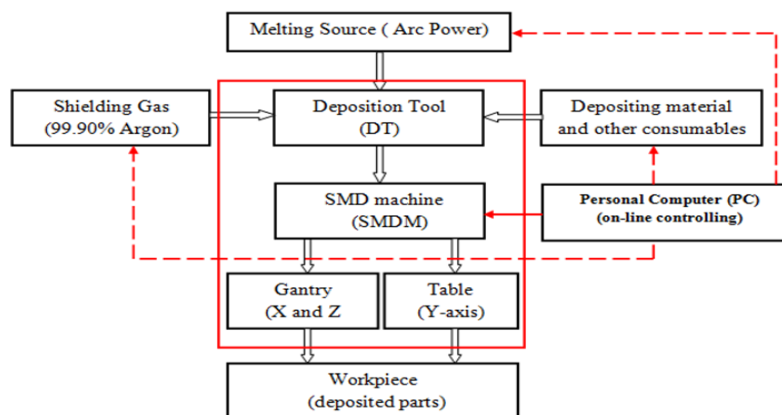 Melting Source ( Arc Power)
Shielding Gas
(99.90% Argon)
Deposition Tool
(DT)
Depositing material
and other consumables
SMD machine
(SMDM)
Personal Computer (PC)
(on-line controlling)
Gantry
(X and Z
Table
(Y-axis)
Workpiece
(deposited parts)